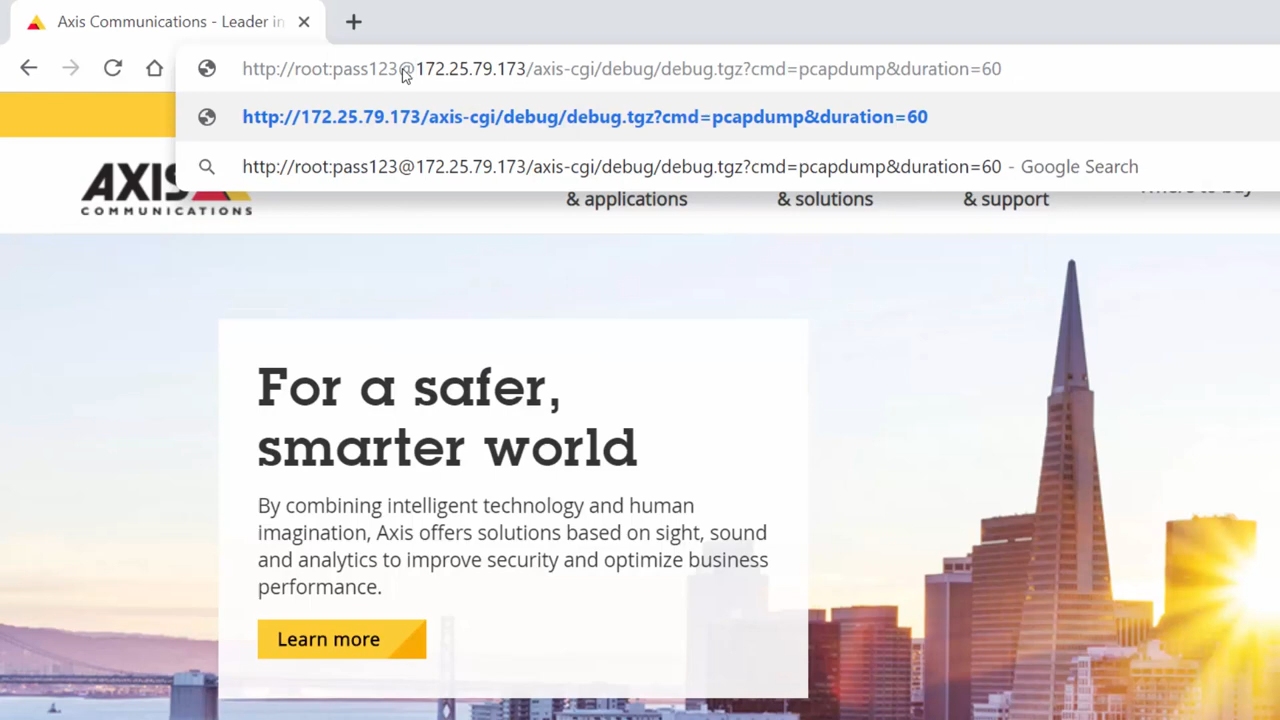 Axis Communications - Leader in
http://root:pass123@172.25.79.173/axis-cgi/debug/debug.tgz?cmd=pcapdump&duration=60
http://172.25.79.173/axis-cgi/debug/debug.tgz?cmd=pcapdump&duration=60
http://root:pass123@172.25.79.173/axis-cgi/debug/debug.tgz?cmd=pcapdump&duration=60 - Google Search
AXIS
COMMUNICATIONS
& applications
& solutions
& support
Where to buy
For a safer,
smarter world
By combining intelligent technology and human
imagination, Axis offers solutions based on sight, sound
and analytics to improve security and optimize business
performance.
Learn more